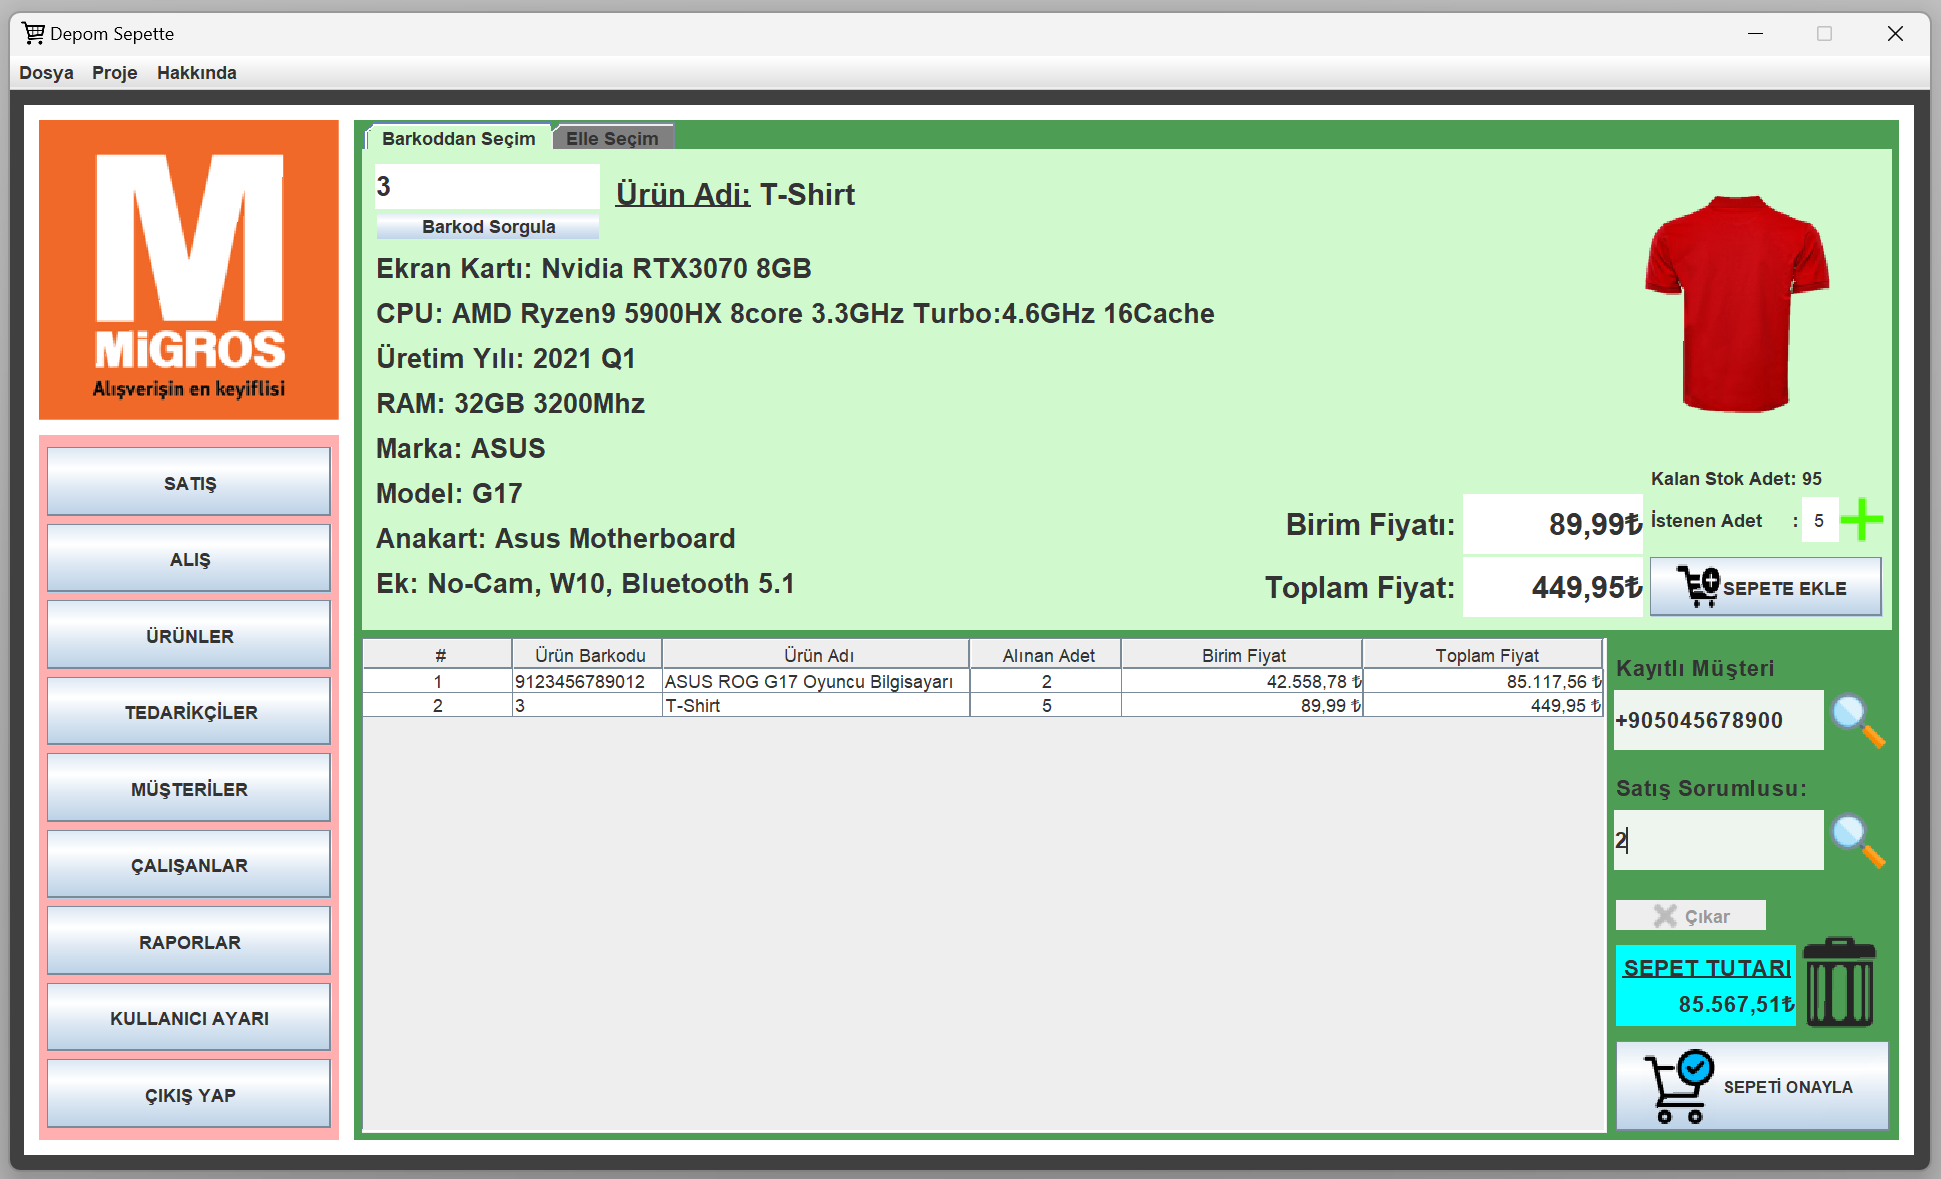 Depom Sepette
Dosya Proje Hakkında
MiGROS
Alışverişin en keyiflisi
SATIŞ
ALIŞ
ÜRÜNLER
TEDARİKÇİLER
MÜŞTERİLER
ÇALIŞANLAR
RAPORLAR
KULLANICI AYARI
ÇIKIŞ YAP
Barkoddan Seçim Elle Seçim
3
Ürün Adi: T-Shirt
Barkod Sorgula
Ekran Kartı: Nvidia RTX3070 8GB
CPU: AMD Ryzen9 5900HX 8core 3.3GHz Turbo:4.6GHz 16Cache
Üretim Yılı: 2021 Q1
RAM: 32GB 3200Mhz
Marka: ASUS
Model: G17
Anakart: Asus Motherboard
Ek: No-Cam, W10, Bluetooth 5.1
Birim Fiyatı: 89,99₺
Toplam Fiyat: 449,95₺
Kalan Stok Adet: 95
İstenen Adet : 5
SEPETE EKLE
# Ürün Barkodu Ürün Adı Alınan Adet Birim Fiyat Toplam Fiyat
1 9123456789012 ASUS ROG G17 Oyuncu Bilgisayarı 2 42.558,78 ₺ 85.117,56 ₺
2 3 T-Shirt 5 89,99 ₺ 449,95 ₺
Kayıtlı Müşteri
+905045678900
Satış Sorumlusu:
2
Çıkar
SEPET TUTARI
85.567,51₺
SEPETİ ONAYLA